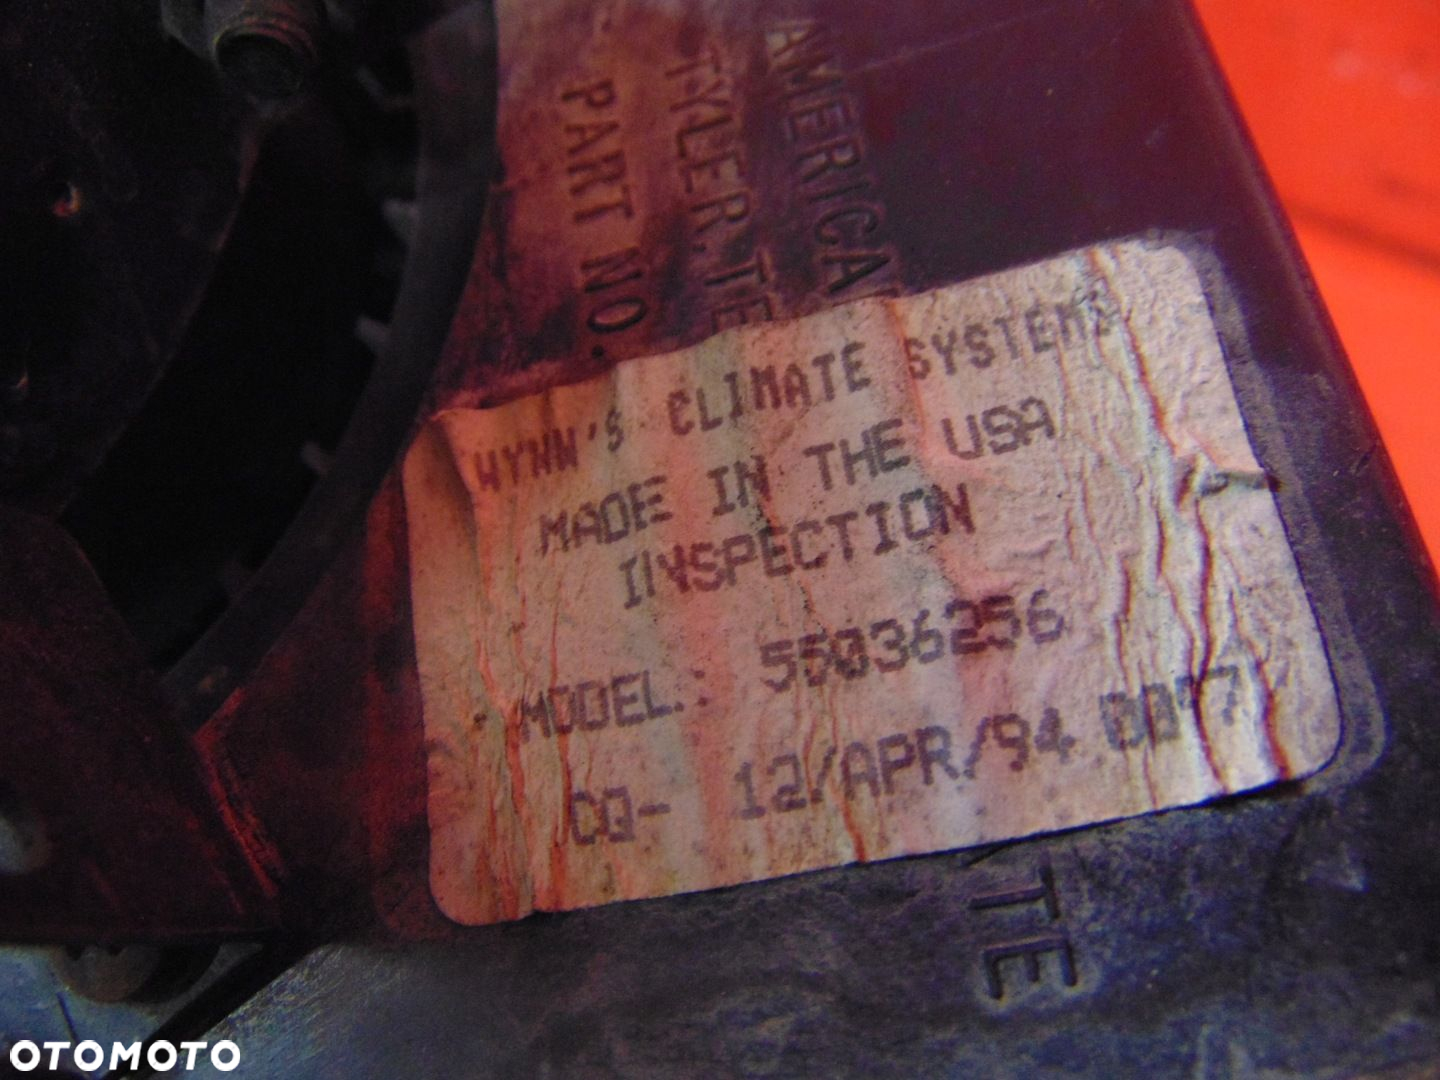 AMERICA
TYLER, TE
PART NO.
WYNN'S CLIMATE SYSTEMS
MADE IN THE USA
INSPECTION
MODEL: 55036256
CQ- 12/APR/94
TE
OTOMOTO